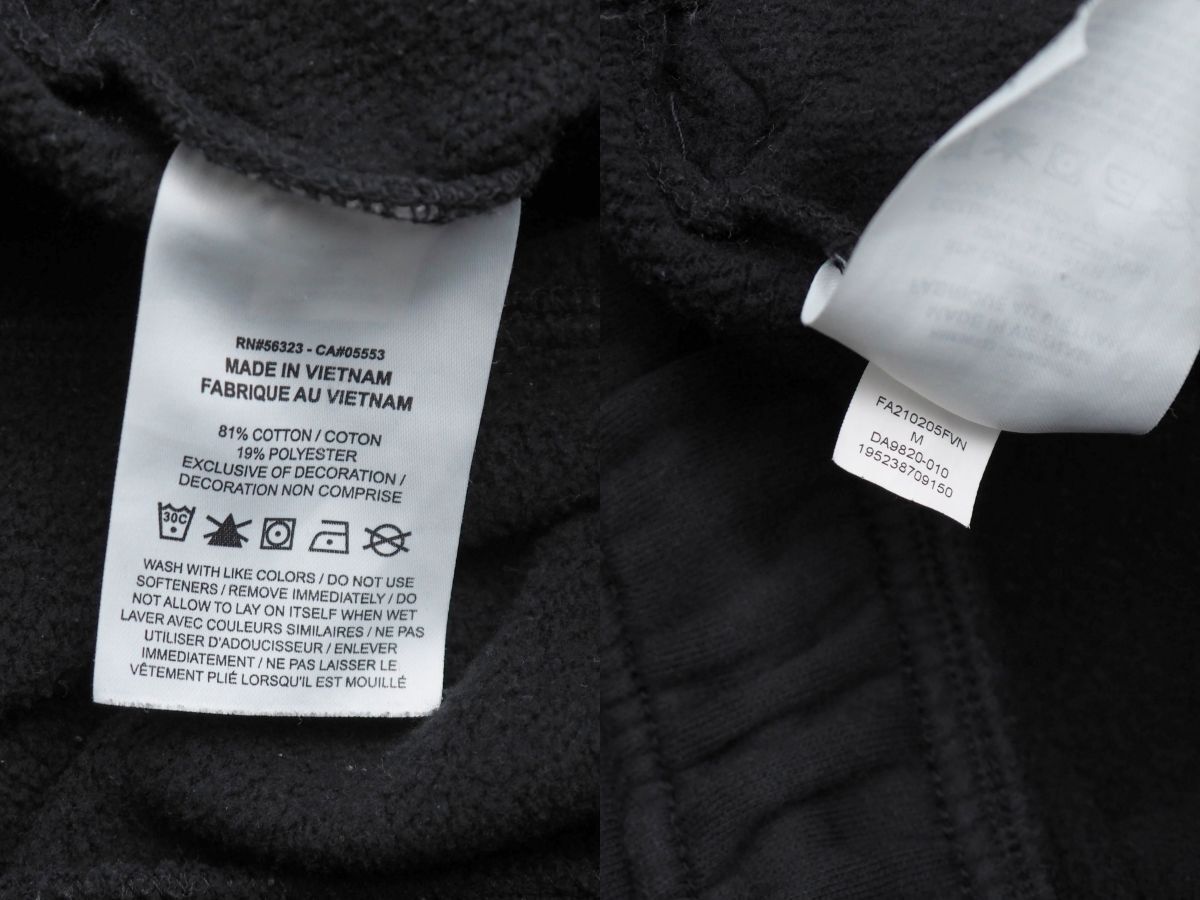 RN#56323 - CA#05553
MADE IN VIETNAM
FABRIQUE AU VIETNAM
81% COTTON / COTON
19% POLYESTER
EXCLUSIVE OF DECORATION /
DECORATION NON COMPRISE
30C
WASH WITH LIKE COLORS / DO NOT USE
SOFTENERS / REMOVE IMMEDIATELY / DO
NOT ALLOW TO LAY ON ITSELF WHEN WET
LAVER AVEC COULEURS SIMILAIRES / NE PAS
UTILISER D'ADOUCISSEUR / ENLEVER
IMMEDIATEMENT / NE PAS LAISSER LE
VÊTEMENT PLIÉ LORSQU'IL EST MOUILLÉ
FA210205FVN
M
DA9820-010
195238709150